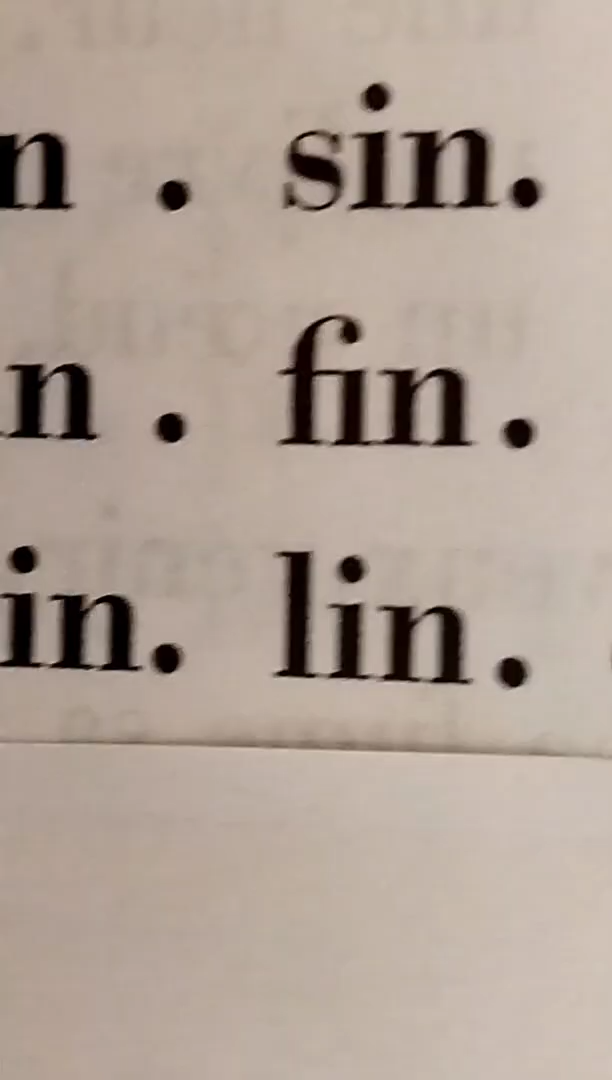 n . sin.
n . fin.
in. lin.